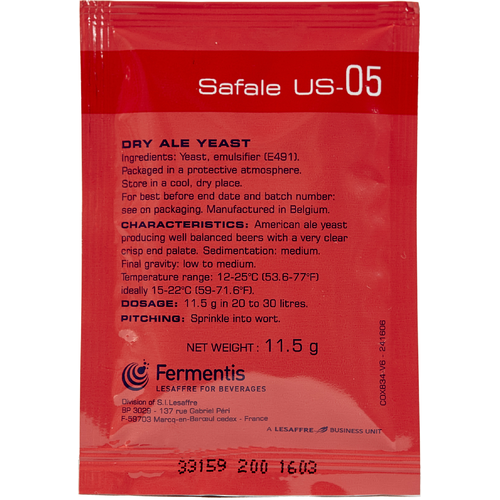 Safale US-05
DRY ALE YEAST
Ingredients: Yeast, emulsifier (E491).
Packaged in a protective atmosphere.
Store in a cool, dry place.
For best before end date and batch number:
see on packaging. Manufactured in Belgium.
CHARACTERISTICS: American ale yeast
producing well balanced beers with a very clear
crisp end palate. Sedimentation: medium.
Final gravity: low to medium.
Temperature range: 12-25°C (53.6-77°F)
ideally 15-22°C (59-71.6°F).
DOSAGE: 11.5 g in 20 to 30 litres.
PITCHING: Sprinkle into wort.
NET WEIGHT: 11.5 g
Fermentis
LESAFFRE FOR BEVERAGES
Division of S.I.Lesaffre
BP 3029 - 137 rue Gabriel Péri
F-59703 Marcq-en-Barœul cedex - France
A LESAFFRE BUSINESS UNIT
COX834 V6 - 241606
33159 200 1603